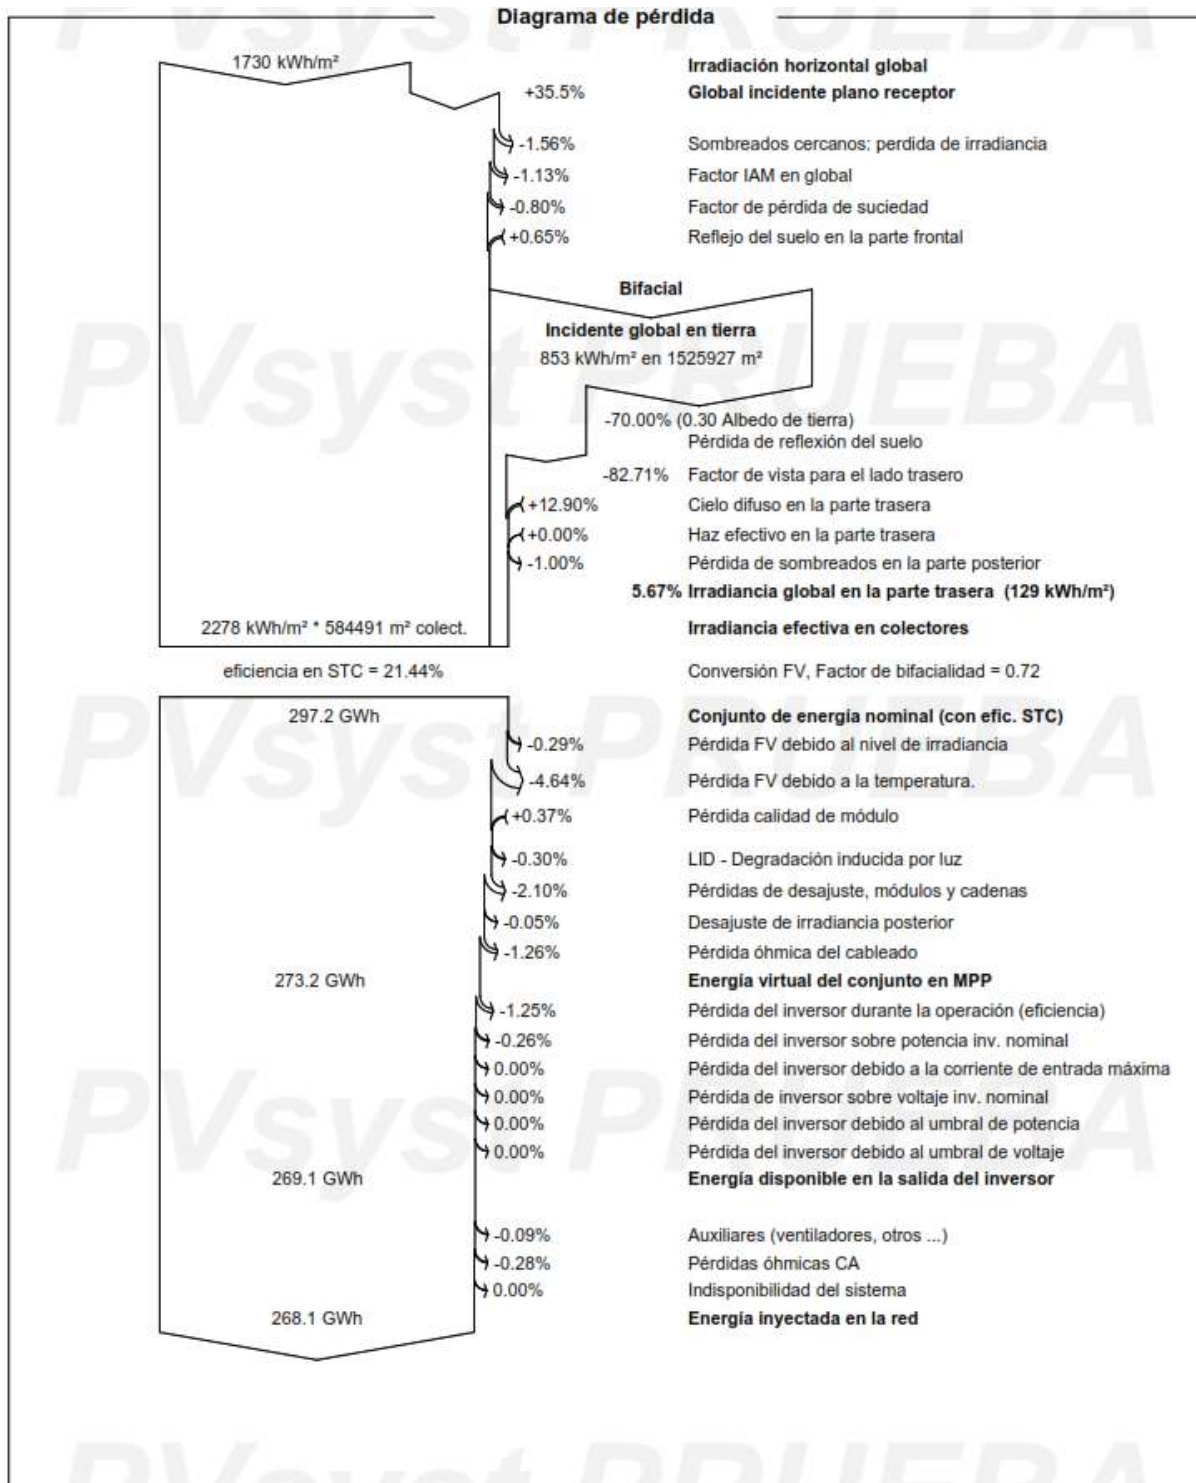 Diagrama de pérdida
1730 kWh/m²
Irradiación horizontal global
+35.5% Global incidente plano receptor
-1.56% Sombreados cercanos: perdida de irradiancia
-1.13% Factor IAM en global
-0.80% Factor de pérdida de suciedad
+0.65% Reflejo del suelo en la parte frontal
Bifacial
Incidente global en tierra
853 kWh/m² en 1525927 m²
-70.00% (0.30 Albedo de tierra)
Pérdida de reflexión del suelo
-82.71% Factor de vista para el lado trasero
+12.90% Cielo difuso en la parte trasera
+0.00% Haz efectivo en la parte trasera
-1.00% Pérdida de sombreados en la parte posterior
5.67% Irradiancia global en la parte trasera (129 kWh/m²)
2278 kWh/m² * 584491 m² colect. Irradiancia efectiva en colectores
eficiencia en STC = 21.44% Conversión FV, Factor de bifacialidad = 0.72
297.2 GWh Conjunto de energía nominal (con efic. STC)
-0.29% Pérdida FV debido al nivel de irradiancia
-4.64% Pérdida FV debido a la temperatura.
+0.37% Pérdida calidad de módulo
-0.30% LID - Degradación inducida por luz
-2.10% Pérdidas de desajuste, módulos y cadenas
-0.05% Desajuste de irradiancia posterior
-1.26% Pérdida óhmica del cableado
273.2 GWh Energía virtual del conjunto en MPP
-1.25% Pérdida del inversor durante la operación (eficiencia)
-0.26% Pérdida del inversor sobre potencia inv. nominal
0.00% Pérdida del inversor debido a la corriente de entrada máxima
0.00% Pérdida de inversor sobre voltaje inv. nominal
0.00% Pérdida del inversor debido al umbral de potencia
0.00% Pérdida del inversor debido al umbral de voltaje
269.1 GWh Energía disponible en la salida del inversor
-0.09% Auxiliares (ventiladores, otros ...)
-0.28% Pérdidas óhmicas CA
0.00% Indisponibilidad del sistema
268.1 GWh Energía inyectada en la red
PVsyst PRUEBA
PVsyst PRUEBA
PVsyst PRUEBA
PVsyst PRUEBA
PVsyst PRUEBA